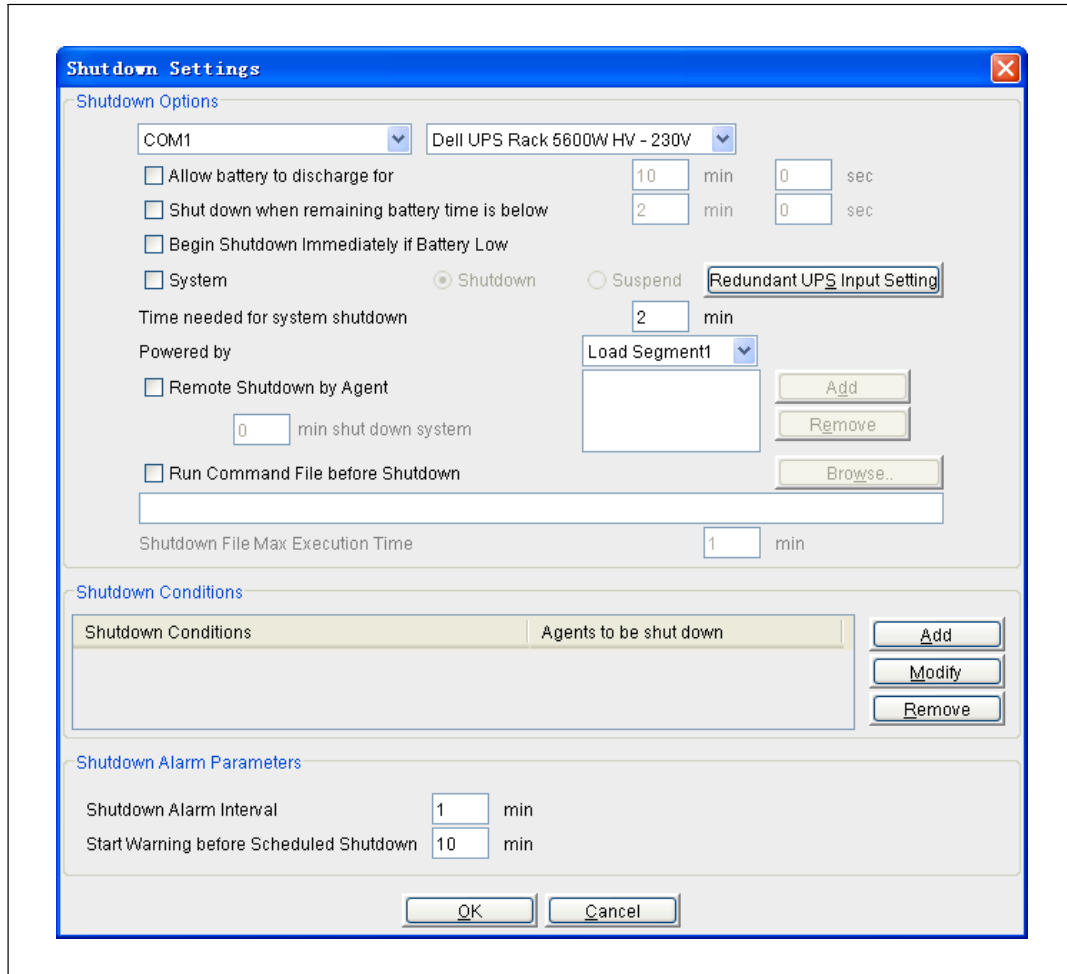 Shutdown Settings
Shutdown Options
COM1 Dell UPS Rack 5600W HV - 230V
Allow battery to discharge for 10 min 0 sec
Shut down when remaining battery time is below 2 min 0 sec
Begin Shutdown Immediately if Battery Low
System Shutdown Suspend Redundant UPS Input Setting
Time needed for system shutdown 2 min
Powered by Load Segment1
Remote Shutdown by Agent Add
0 min shut down system Remove
Run Command File before Shutdown Browse..
Shutdown File Max Execution Time 1 min
Shutdown Conditions
Shutdown Conditions Agents to be shut down Add
Modify
Remove
Shutdown Alarm Parameters
Shutdown Alarm Interval 1 min
Start Warning before Scheduled Shutdown 10 min
OK Cancel